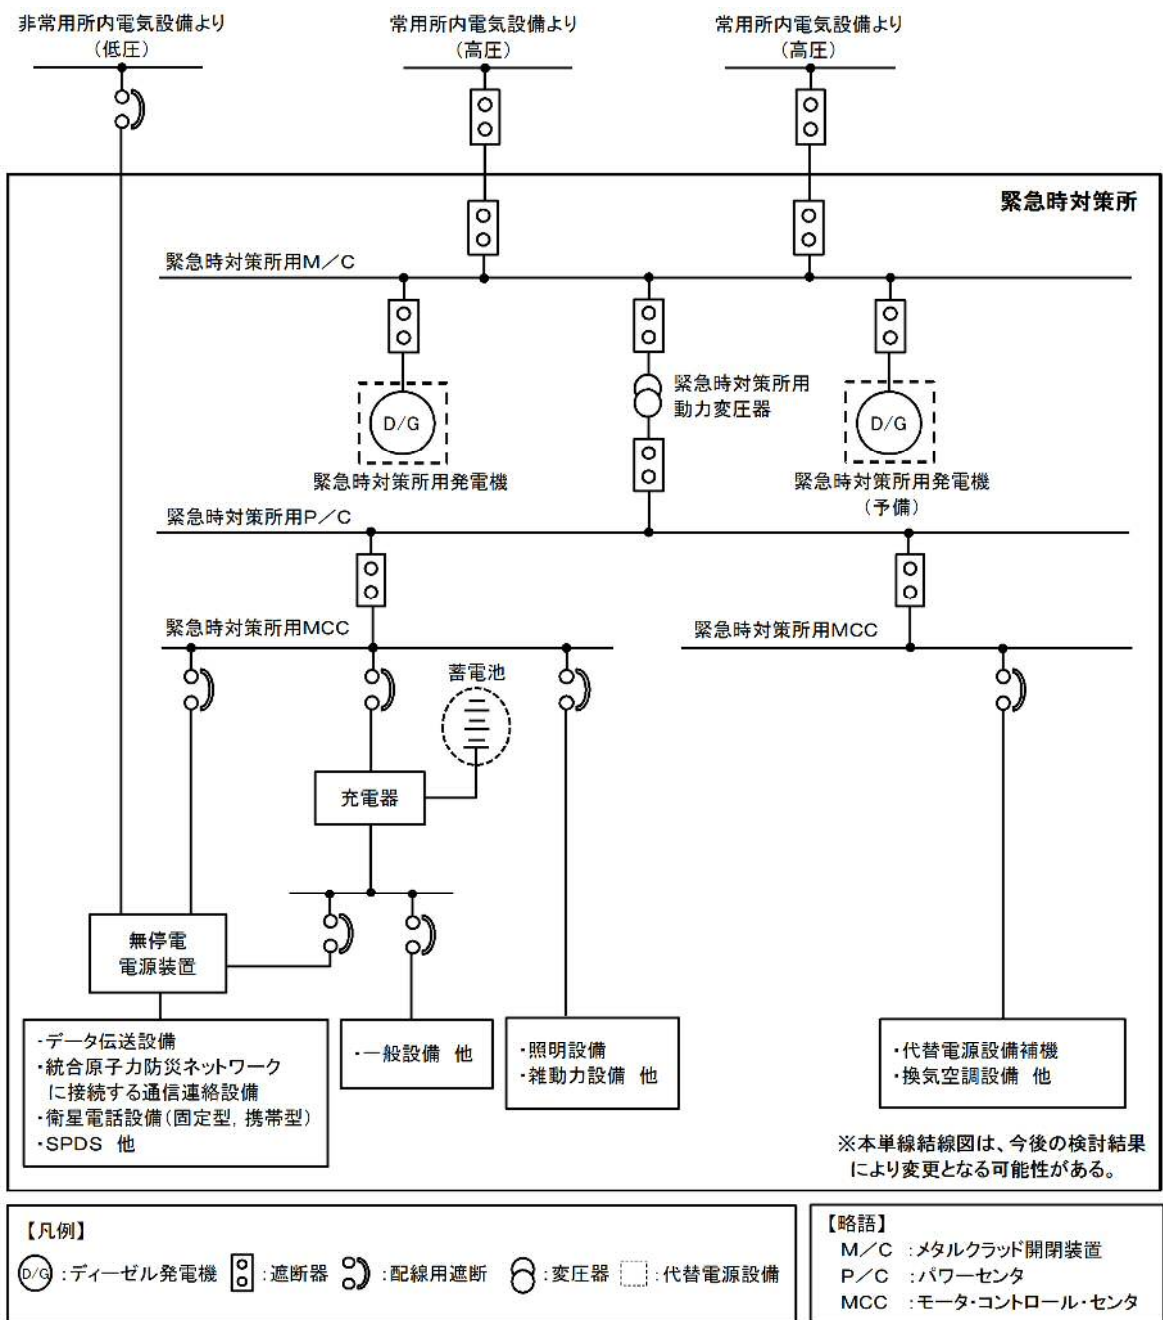 非常用所内電気設備より
(低圧)
常用所内電気設備より
(高圧)
常用所内電気設備より
(高圧)
緊急時対策所
緊急時対策所用M/C
緊急時対策所用
動力変圧器
D/G
D/G
緊急時対策所用発電機
緊急時対策所用発電機
(予備)
緊急時対策所用P/C
緊急時対策所用MCC
緊急時対策所用MCC
蓄電池
充電器
無停電
電源装置
・データ伝送設備
・統合原子力防災ネットワーク
に接続する通信連絡設備
・衛星電話設備(固定型,携帯型)
・SPDS 他
・一般設備 他
・照明設備
・雑動力設備 他
・代替電源設備補機
・換気空調設備 他
※本単線結線図は、今後の検討結果
により変更となる可能性がある。
【凡例】
D/G :ディーゼル発電機 :遮断器 :配線用遮断 :変圧器 :代替電源設備
【略語】
M/C :メタルクラッド開閉装置
P/C :パワーセンタ
MCC :モータ・コントロール・センタ